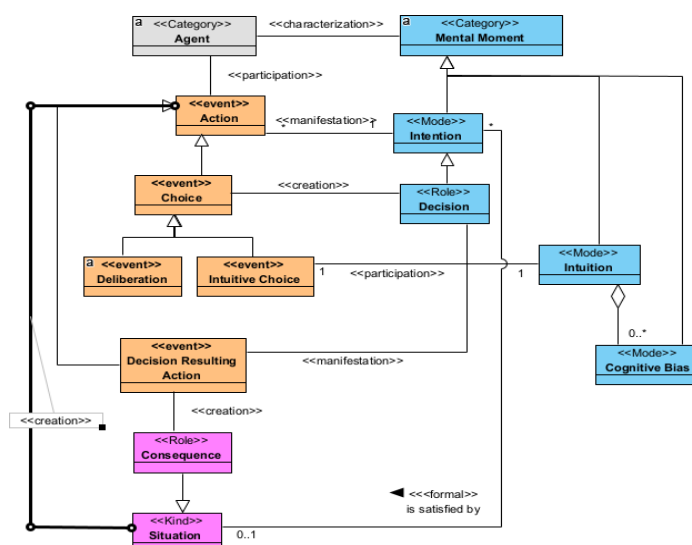 a
<<Category>>
Agent
<<characterization>>
a
<<Category>>
Mental Moment
<<participation>>
<<event>>
Action
*
<<manifestation>>
1
<<Mode>>
Intention
*
<<event>>
Choice
<<creation>>
<<Role>>
Decision
a
<<event>>
Deliberation
<<event>>
Intuitive Choice
1
<<participation>>
1
<<Mode>>
Intuition
0..*
<<Mode>>
Cognitive Bias
<<event>>
Decision Resulting
Action
<<manifestation>>
<<creation>>
<<creation>>
<<Role>>
Consequence
<<<formal>>
is satisfied by
<<Kind>>
Situation
0..1